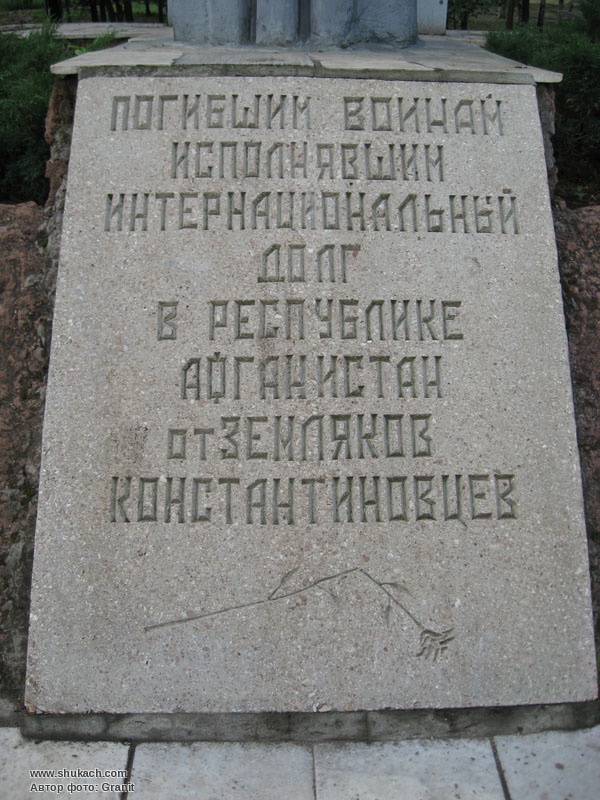 ПОГИБШИМ ВОИНАМ
ИСПОЛНЯВШИМ
ИНТЕРНАЦИОНАЛЬНЫЙ
ДОЛГ
В РЕСПУБЛИКЕ
АФГАНИСТАН
от ЗЕМЛЯКОВ
КОНСТАНТИНОВЦЕВ
www.shukach.com
Автор фото: Granit